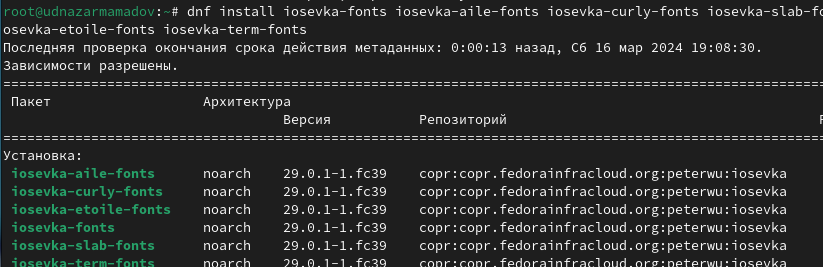 root@udnazarmamadov:~# dnf install iosevka-fonts iosevka-aile-fonts iosevka-curly-fonts iosevka-slab-fo
osevka-etoile-fonts iosevka-term-fonts
Последняя проверка окончания срока действия метаданных: 0:00:13 назад, Сб 16 мар 2024 19:08:30.
Зависимости разрешены.
================================================================================
Пакет Архитектура
Версия Репозиторий
================================================================================
Установка:
iosevka-aile-fonts noarch 29.0.1-1.fc39 copr:copr.fedorainfracloud.org:peterwu:iosevka
iosevka-curly-fonts noarch 29.0.1-1.fc39 copr:copr.fedorainfracloud.org:peterwu:iosevka
iosevka-etoile-fonts noarch 29.0.1-1.fc39 copr:copr.fedorainfracloud.org:peterwu:iosevka
iosevka-fonts noarch 29.0.1-1.fc39 copr:copr.fedorainfracloud.org:peterwu:iosevka
iosevka-slab-fonts noarch 29.0.1-1.fc39 copr:copr.fedorainfracloud.org:peterwu:iosevka
iosevka-term-fonts noarch 29.0.1-1.fc39 copr:copr.fedorainfracloud.org:peterwu:iosevka